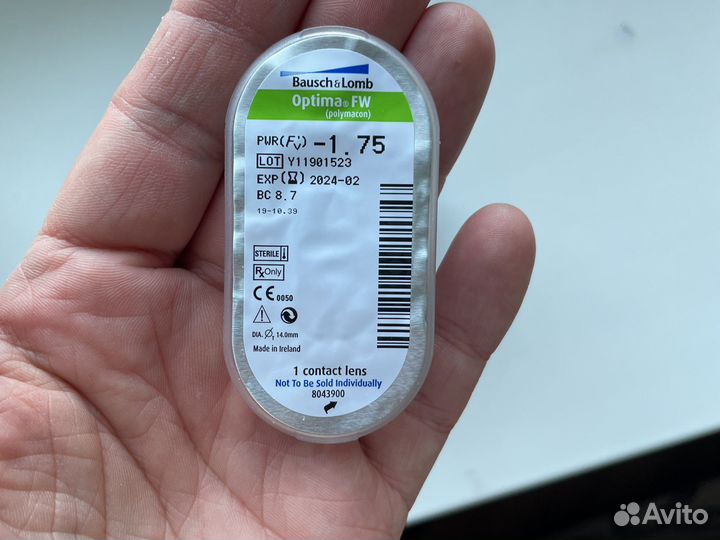 Bausch & Lomb
Optima® FW
(polymacon)
PWR(F'v) -1.75
LOT Y11901523
EXP 2024-02
BC 8.7
19-10.39
STERILE
Rx Only
CE 0050
DIA. Ø, 14.0mm
Made in Ireland
1 contact lens
Not To Be Sold Individually
8043900
Avito